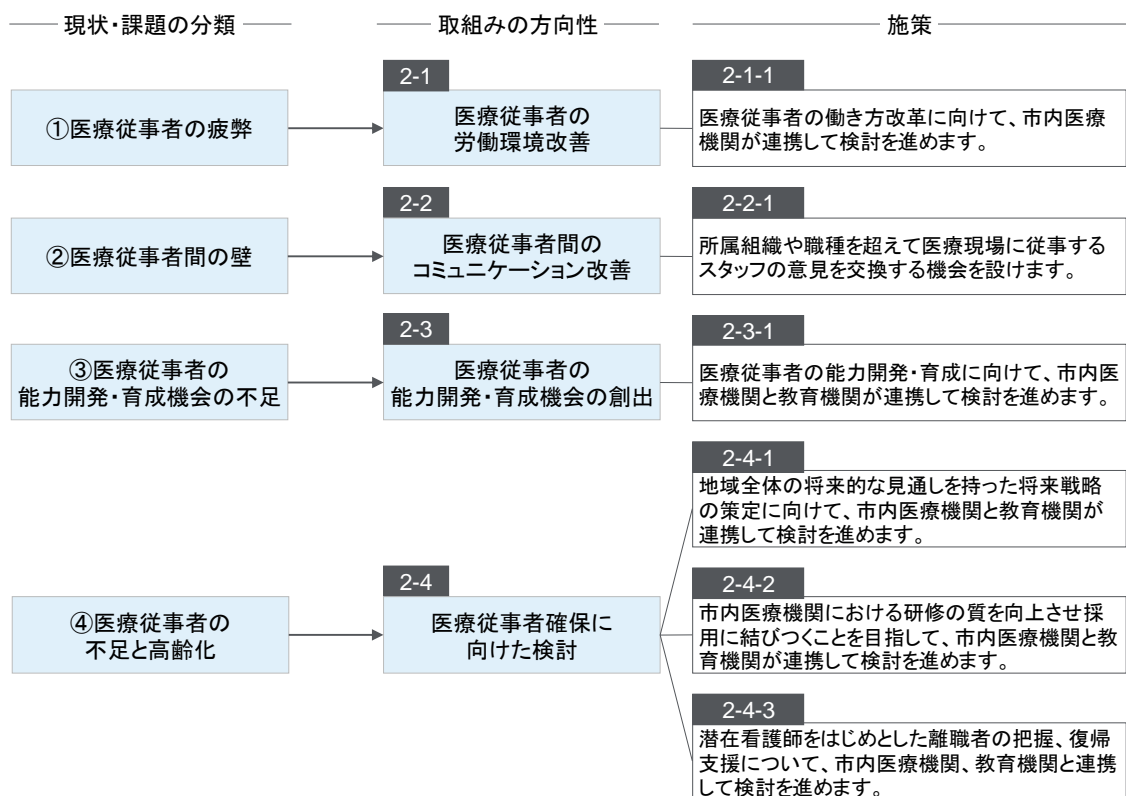 現状・課題の分類
取組みの方向性
施策
①医療従事者の疲弊
2-1
医療従事者の
労働環境改善
2-1-1
医療従事者の働き方改革に向けて、市内医療
機関が連携して検討を進めます。
②医療従事者間の壁
2-2
医療従事者間の
コミュニケーション改善
2-2-1
所属組織や職種を超えて医療現場に従事する
スタッフの意見を交換する機会を設けます。
③医療従事者の
能力開発・育成機会の不足
2-3
医療従事者の
能力開発・育成機会の創出
2-3-1
医療従事者の能力開発・育成に向けて、市内医
療機関と教育機関が連携して検討を進めます。
④医療従事者の
不足と高齢化
2-4
医療従事者確保に
向けた検討
2-4-1
地域全体の将来的な見通しを持った将来戦略
の策定に向けて、市内医療機関と教育機関が
連携して検討を進めます。
2-4-2
市内医療機関における研修の質を向上させ採
用に結びつくことを目指して、市内医療機関と教
育機関が連携して検討を進めます。
2-4-3
潜在看護師をはじめとした離職者の把握、復帰
支援について、市内医療機関、教育機関と連携
して検討を進めます。